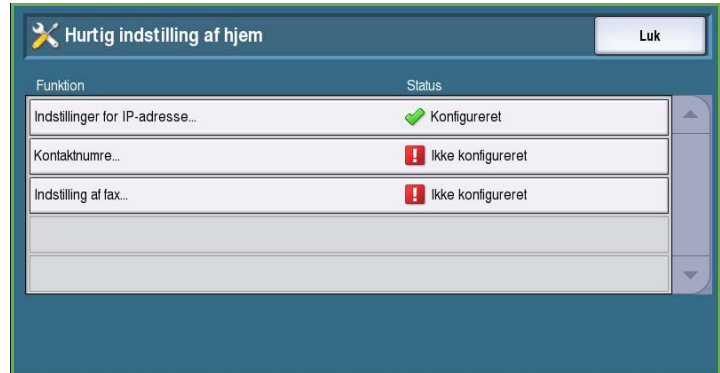 Hurtig indstilling af hjem
Luk
Funktion Status
Indstillinger for IP-adresse... Konfigureret
Kontaktnumre... Ikke konfigureret
Indstilling af fax... Ikke konfigureret